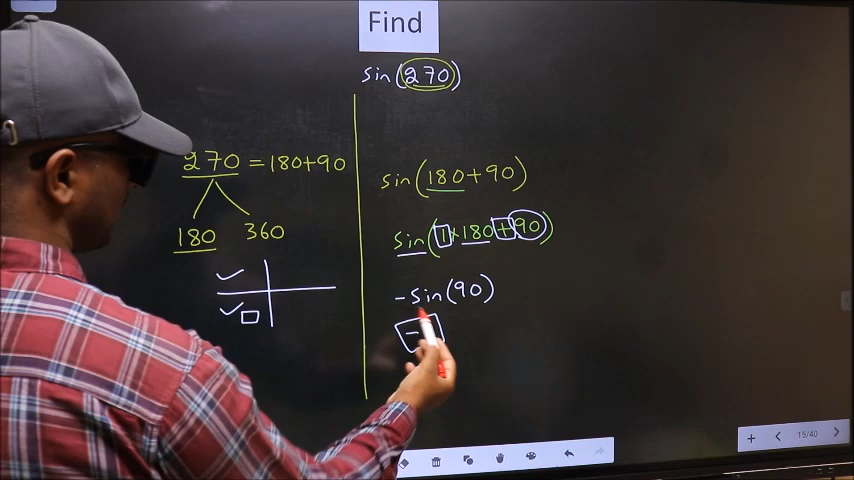 Find
sin(270)
270 = 180+90
180 360
sin(180+90)
sin(1*180+90)
-sin(90)
-
15/40